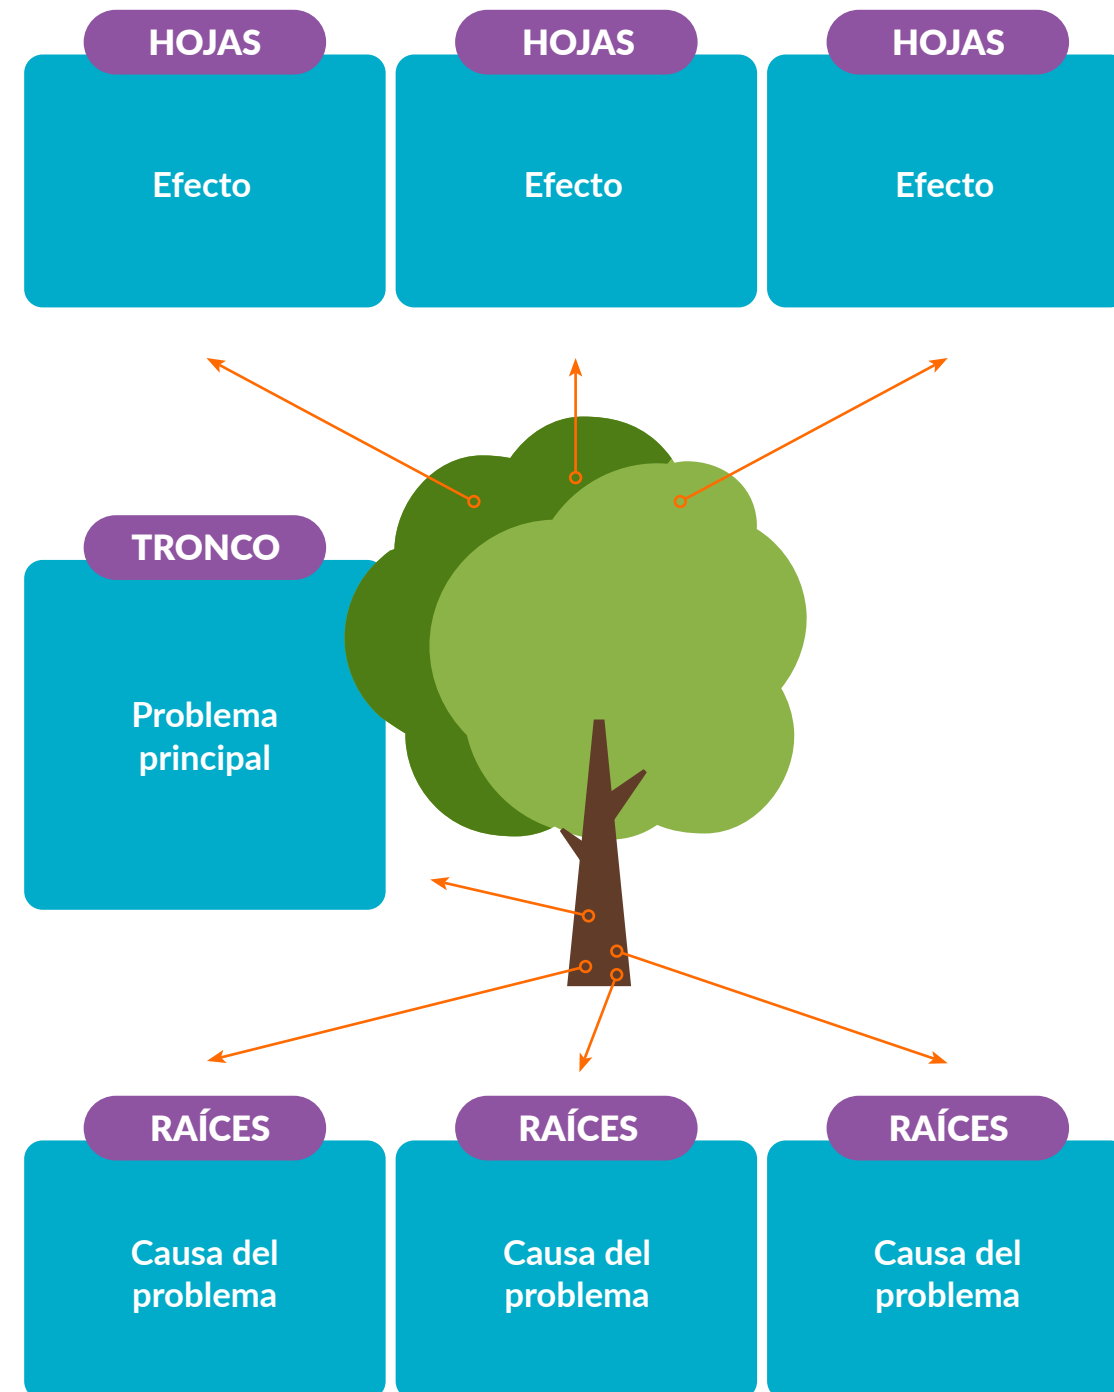 HOJAS
HOJAS
HOJAS
Efecto
Efecto
Efecto
TRONCO
Problema
principal
RAÍCES
RAÍCES
RAÍCES
Causa del
problema
Causa del
problema
Causa del
problema